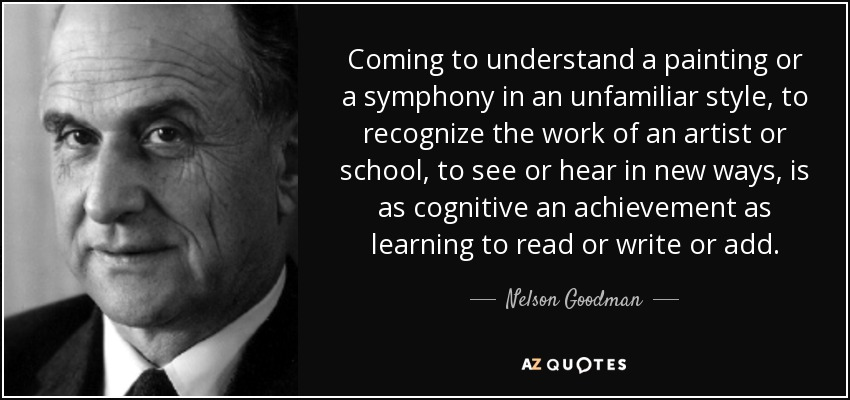 Coming to understand a painting or
a symphony in an unfamiliar style, to
recognize the work of an artist or
school, to see or hear in new ways, is
as cognitive an achievement as
learning to read or write or add.
Nelson Goodman
AZ QUOTES